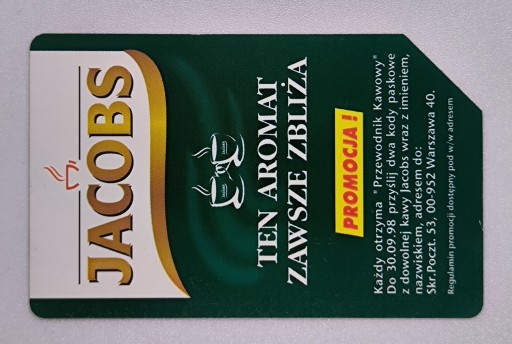 JACOBS
TEN AROMAT
ZAWSZE ZBLIŻA
PROMOCJA !
Każdy otrzyma "Przewodnik Kawowy"
Do 30.09.98 przyślij dwa kody paskowe
z dowolnej kawy Jacobs wraz z imieniem,
nazwiskiem, adresem do:
Skr.Poczt. 53, 00-952 Warszawa 40.
Regulamin promocji dostępny pod w/w adresem